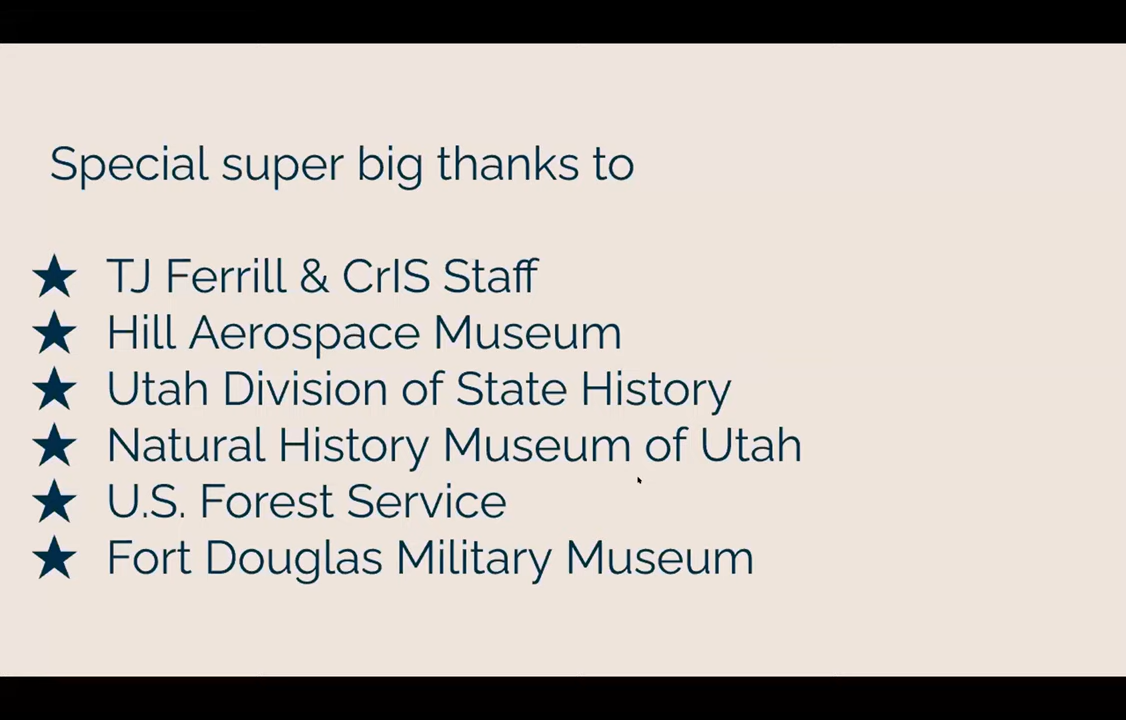 Special super big thanks to
★ TJ Ferrill & CrIS Staff
★ Hill Aerospace Museum
★ Utah Division of State History
★ Natural History Museum of Utah
★ U.S. Forest Service
★ Fort Douglas Military Museum